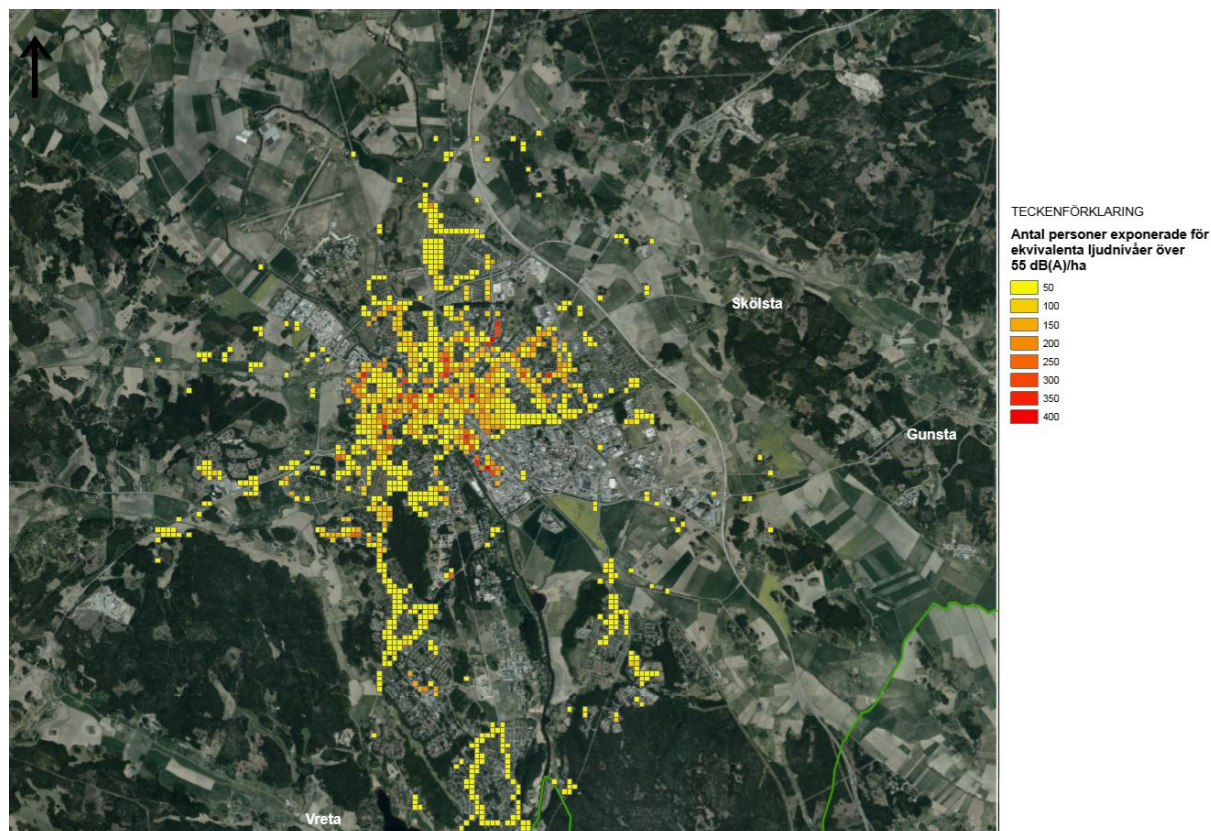 TECKENFÖRKLARING
Antal personer exponerade för
ekvivalenta ljudnivåer över
55 dB(A)/ha
50
100
150
200
250
300
350
400
Skölsta
Gunsta
Vreta